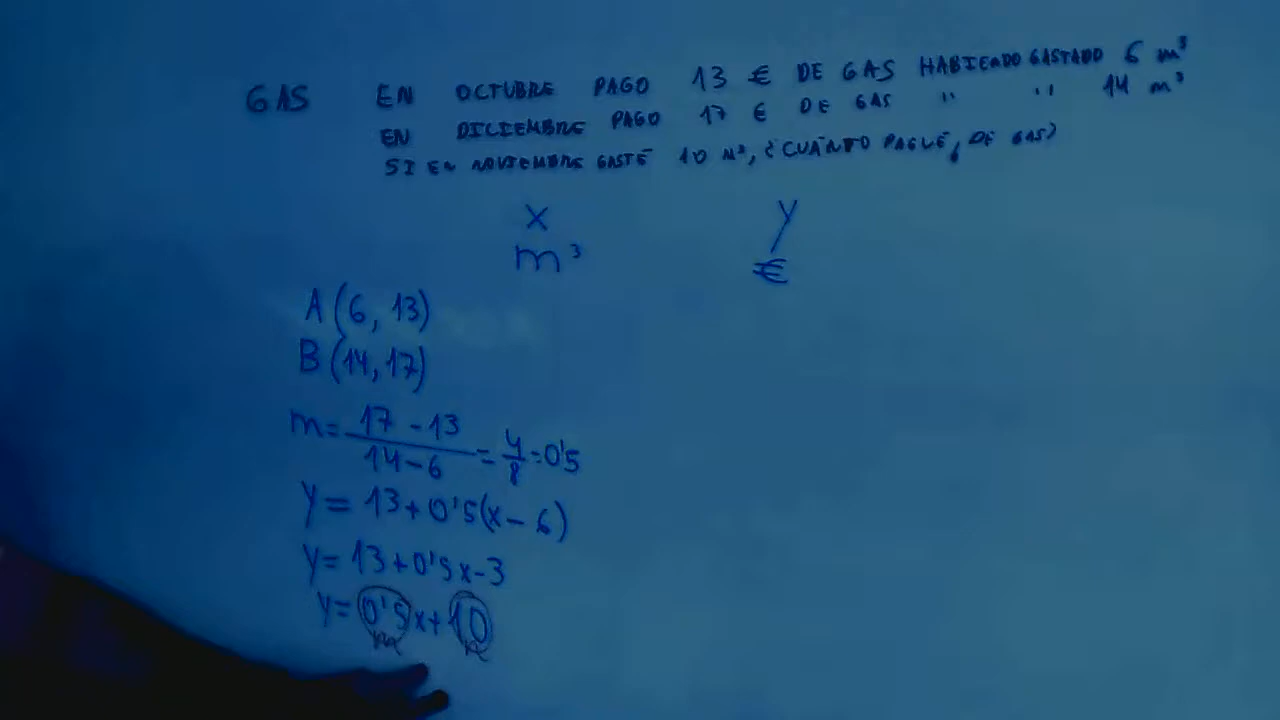 GAS EN OCTUBRE PAGO 13 € DE GAS HABIENDO GASTADO 6 m³
EN DICIEMBRE PAGO 17 € DE GAS " " 14 m³
SI EN NOVIEMBRE GASTÉ 10 M³, ¿CUÁNTO PAGUÉ, DE GAS?
x y
m³ €
A (6, 13)
B (14, 17)
m = 17 - 13 / 14 - 6 = 4/8 = 0'5
y = 13 + 0'5(x - 6)
y = 13 + 0'5x - 3
y = 0'5x + 10
m n